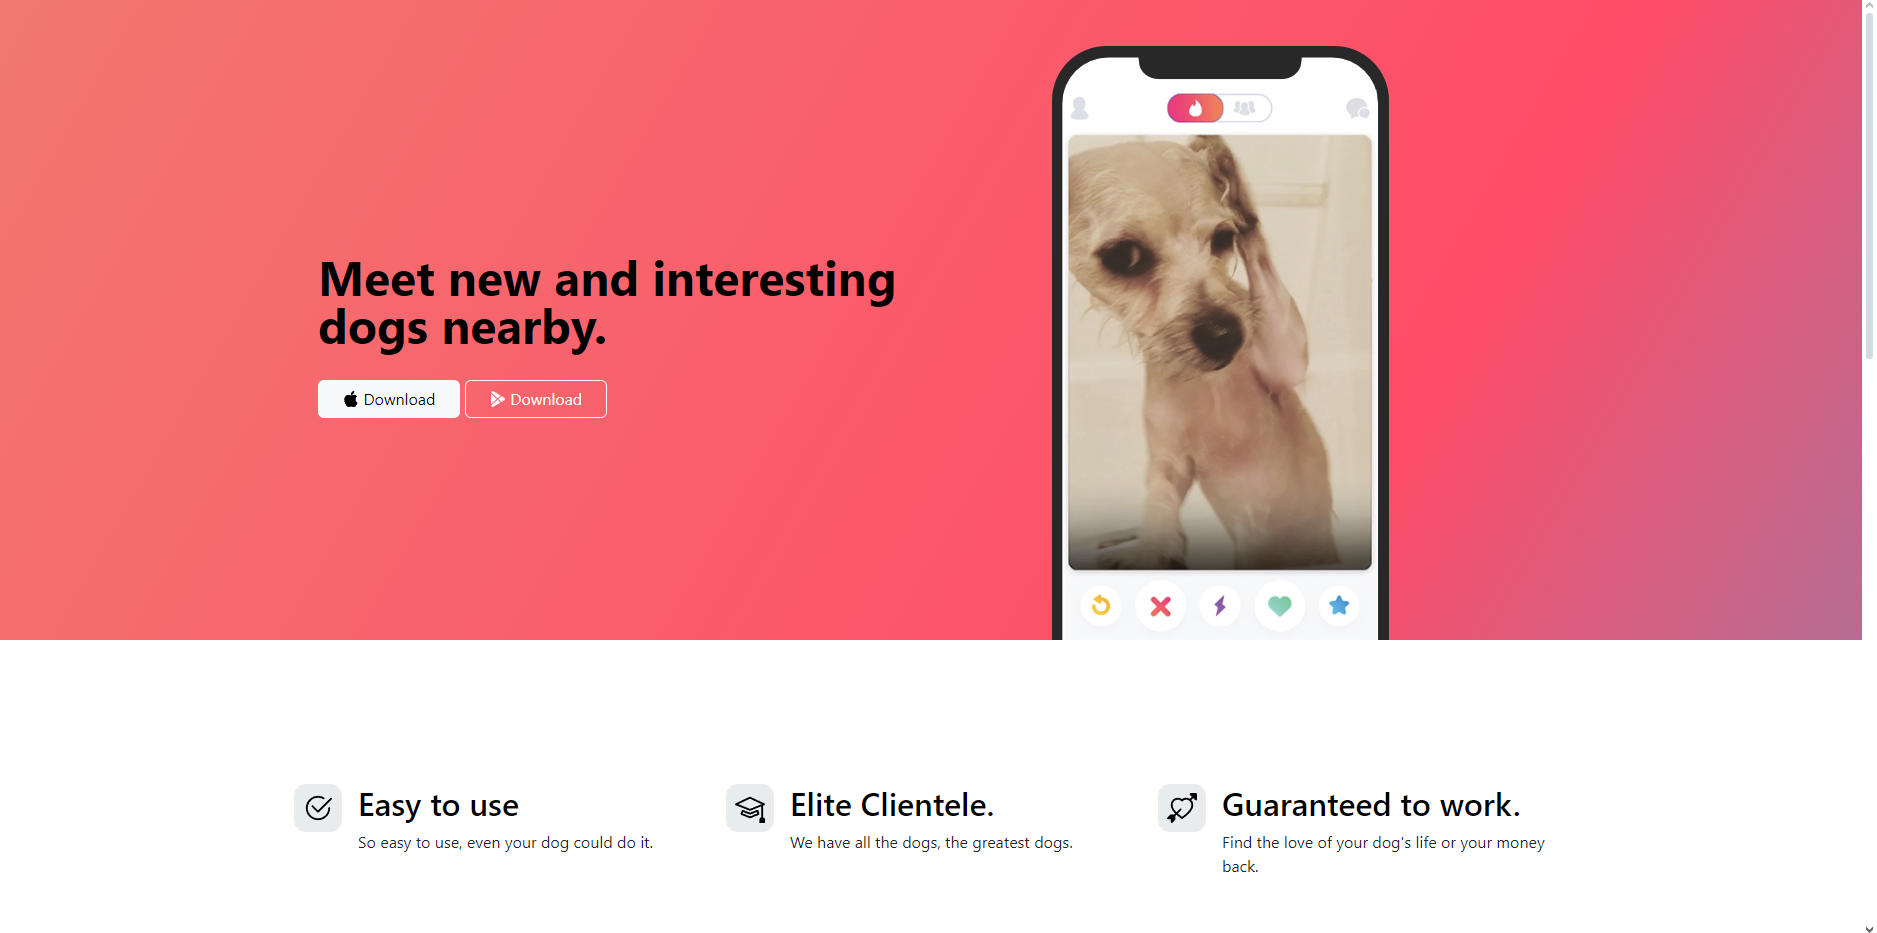 Meet new and interesting
dogs nearby.
Download
Download
Easy to use
So easy to use, even your dog could do it.
Elite Clientele.
We have all the dogs, the greatest dogs.
Guaranteed to work.
Find the love of your dog's life or your money
back.